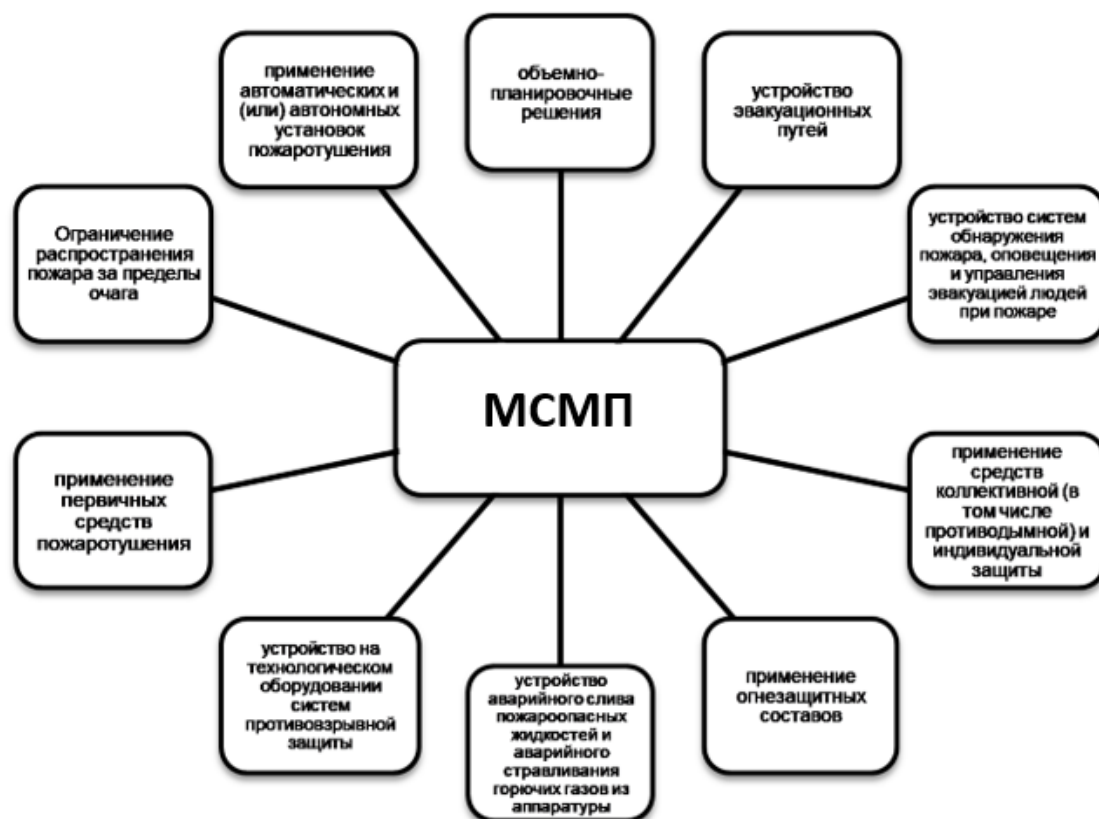 применение
автоматических и
(или) автономных
установок
пожаротушения
объемно-
планировочные
решения
устройство
эвакуационных
путей
Ограничение
распространения
пожара за пределы
очага
устройство систем
обнаружения
пожара, оповещения
и управления
эвакуацией людей
при пожаре
МСМП
применение
первичных
средств
пожаротушения
применение
средств
коллективной (в
том числе
противодымной) и
индивидуальной
защиты
устройство на
технологическом
оборудовании
систем
противовзрывной
защиты
устройство
аварийного слива
пожароопасных
жидкостей и
аварийного
стравливания
горючих газов из
аппаратуры
применение
огнезащитных
составов